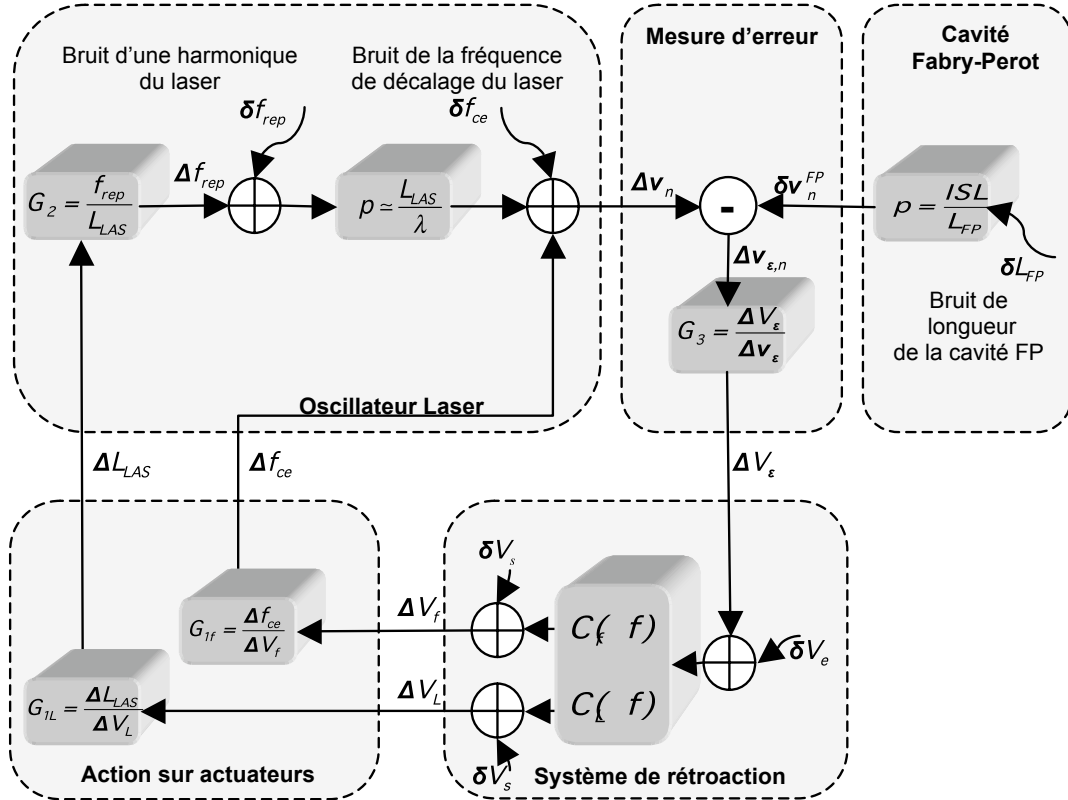 Bruit d'une harmonique
du laser
δf_rep
Bruit de la fréquence
de décalage du laser
δf_ce
Mesure d'erreur
Cavité
Fabry-Perot
G_2 = f_rep / L_LAS
Δf_rep
p ≃ L_LAS / λ
Δν_n
-
δν_n^FP
p = ISL / L_FP
δL_FP
Δν_ε,n
G_3 = ΔV_ε / Δν_ε
Bruit de
longueur
de la cavité FP
Oscillateur Laser
ΔL_LAS
Δf_ce
ΔV_ε
δV_s
ΔV_f
G_1f = Δf_ce / ΔV_f
C_f( f)
δV_e
ΔV_L
G_1L = ΔL_LAS / ΔV_L
C_L( f)
δV_s
Action sur actuateurs
Système de rétroaction